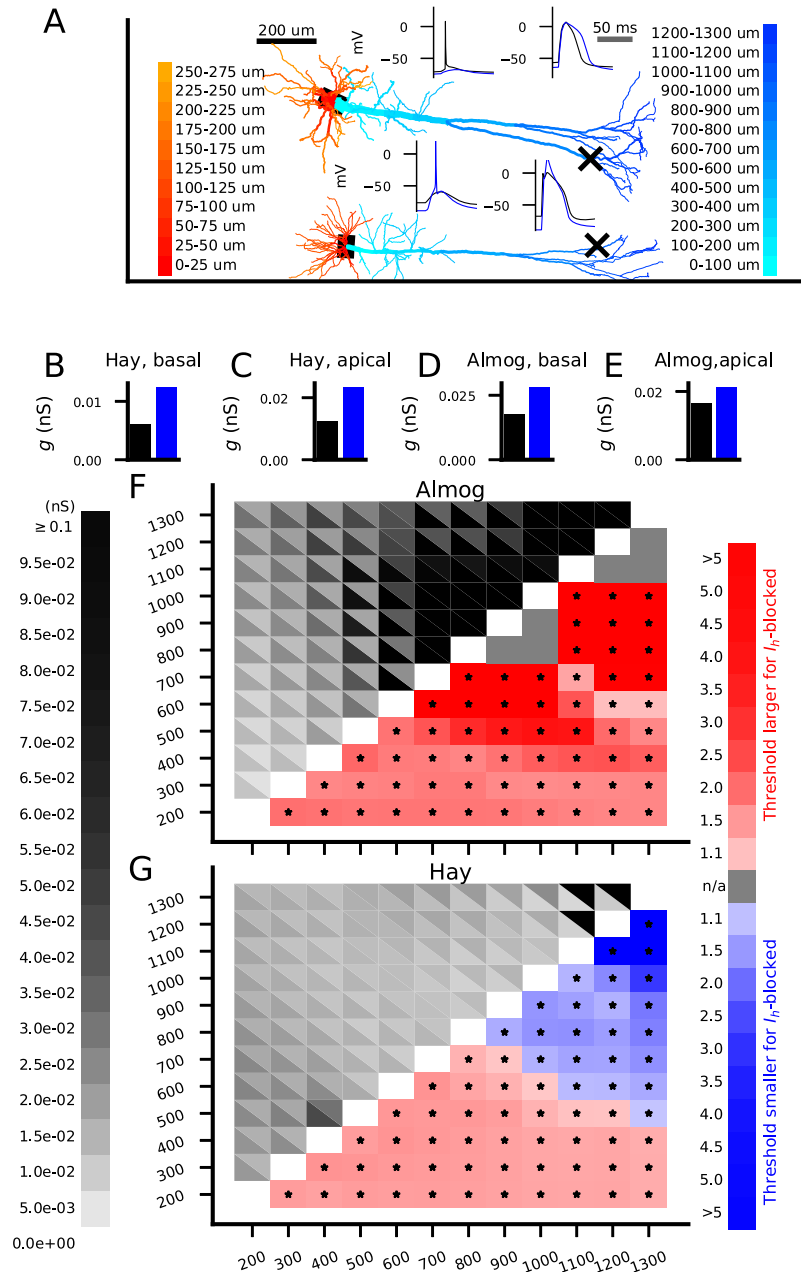 A
200 um
mV
0
−50
0
−50
50 ms
250-275 um
225-250 um
200-225 um
175-200 um
150-175 um
125-150 um
100-125 um
75-100 um
50-75 um
25-50 um
0-25 um
1200-1300 um
1100-1200 um
1000-1100 um
900-1000 um
800-900 um
700-800 um
600-700 um
500-600 um
400-500 um
300-400 um
200-300 um
100-200 um
0-100 um
mV
0
−50
0
−50
B
Hay, basal
g (nS)
0.01
0.00
C
Hay, apical
g (nS)
0.02
0.00
D
Almog, basal
g (nS)
0.025
0.000
E
Almog,apical
g (nS)
0.02
0.00
(nS)
≥ 0.1
9.5e-02
9.0e-02
8.5e-02
8.0e-02
7.5e-02
7.0e-02
6.5e-02
6.0e-02
5.5e-02
5.0e-02
4.5e-02
4.0e-02
3.5e-02
3.0e-02
2.5e-02
2.0e-02
1.5e-02
1.0e-02
5.0e-03
0.0e+00
F
Almog
1300
1200
1100
1000
900
800
700
600
500
400
300
200
G
Hay
1300
1200
1100
1000
900
800
700
600
500
400
300
200
200 300 400 500 600 700 800 900 1000 1100 1200 1300
>5
5.0
4.5
4.0
3.5
3.0
2.5
2.0
1.5
1.1
n/a
1.1
1.5
2.0
2.5
3.0
3.5
4.0
4.5
5.0
>5
Threshold larger for Ih-blocked
Threshold smaller for Ih-blocked